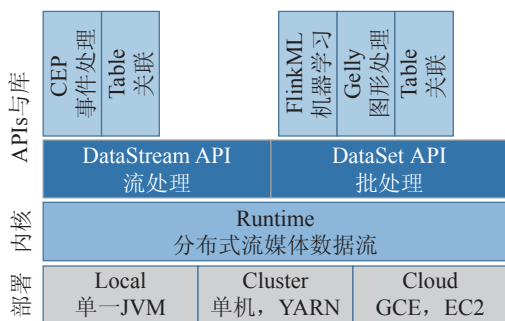 APIs与库
CEP
事件处理
Table
关联
FlinkML
机器学习
Gelly
图形处理
Table
关联
DataStream API
流处理
DataSet API
批处理
内核
Runtime
分布式流媒体数据流
部署
Local
单一JVM
Cluster
单机，YARN
Cloud
GCE，EC2